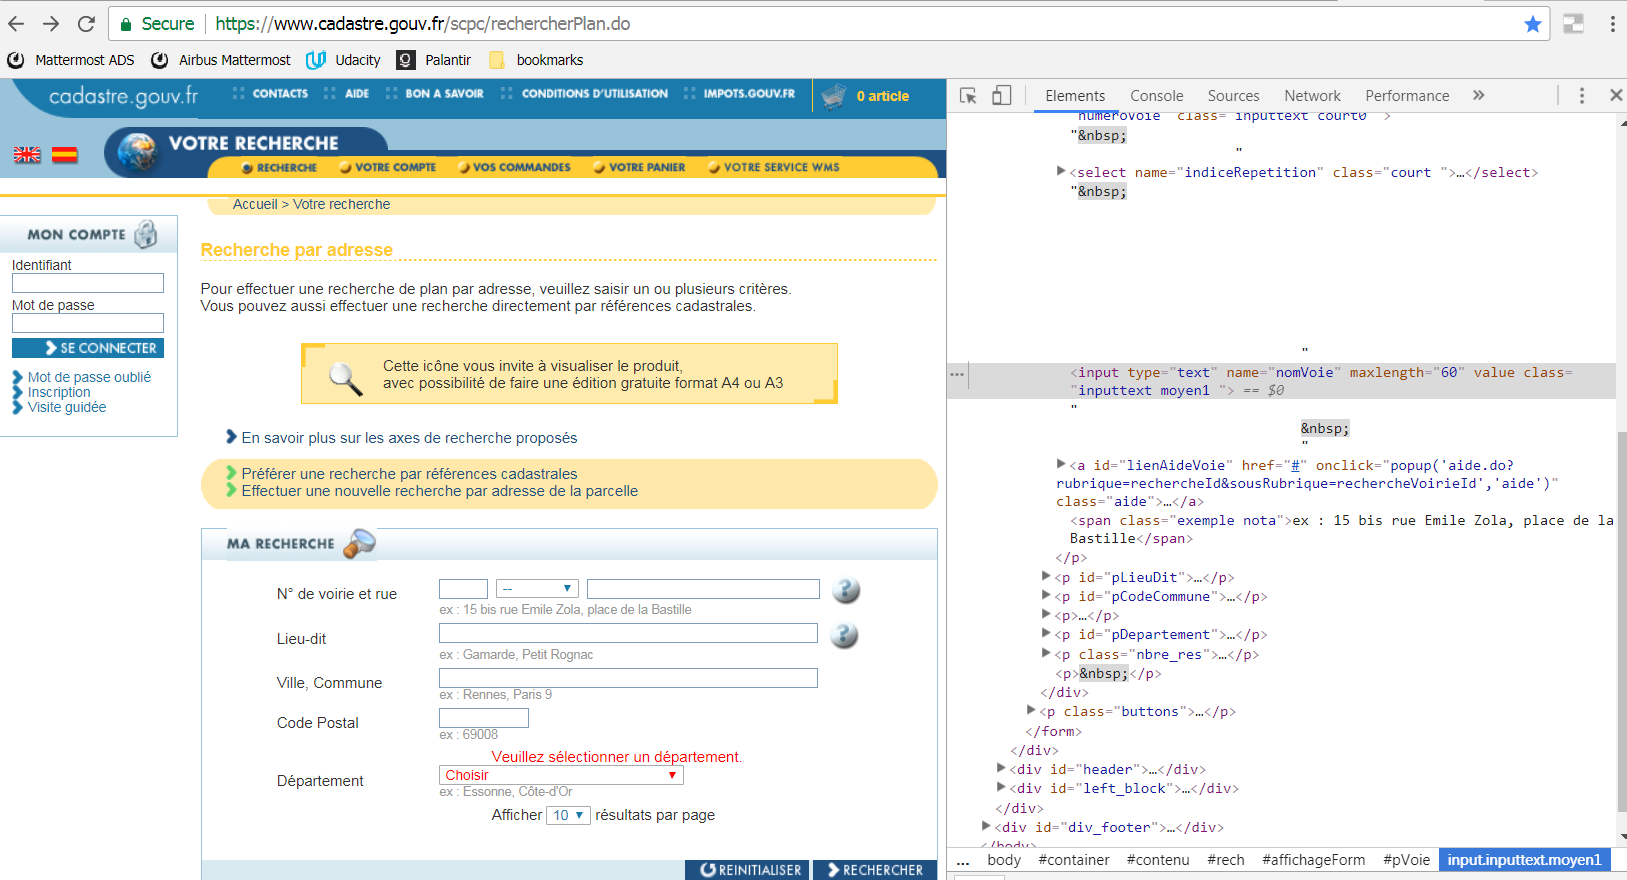 Secure https://www.cadastre.gouv.fr/scpc/rechercherPlan.do
Mattermost ADS Airbus Mattermost Udacity Palantir bookmarks
cadastre.gouv.fr CONTACTS AIDE BON A SAVOIR CONDITIONS D'UTILISATION IMPOTS.GOUV.FR 0 article
VOTRE RECHERCHE
RECHERCHE VOTRE COMPTE VOS COMMANDES VOTRE PANIER VOTRE SERVICE WMS
Accueil > Votre recherche
MON COMPTE
Identifiant
Mot de passe
SE CONNECTER
Mot de passe oublié
Inscription
Visite guidée
Recherche par adresse
Pour effectuer une recherche de plan par adresse, veuillez saisir un ou plusieurs critères.
Vous pouvez aussi effectuer une recherche directement par références cadastrales.
Cette icône vous invite à visualiser le produit,
avec possibilité de faire une édition gratuite format A4 ou A3
En savoir plus sur les axes de recherche proposés
Préférer une recherche par références cadastrales
Effectuer une nouvelle recherche par adresse de la parcelle
MA RECHERCHE
N° de voirie et rue --
ex : 15 bis rue Emile Zola, place de la Bastille
Lieu-dit
ex : Gamarde, Petit Rognac
Ville, Commune
ex : Rennes, Paris 9
Code Postal
ex : 69008
Veuillez sélectionner un département.
Département Choisir
ex : Essonne, Côte-d'Or
Afficher 10 résultats par page
REINITIALISER RECHERCHER
Elements Console Sources Network Performance »
numeroVoie" class="inputtext court0">
"&nbsp;
"
<select name="indiceRepetition" class="court ">…</select>
"&nbsp;
"
... <input type="text" name="nomVoie" maxlength="60" value class=
"inputtext moyen1 "> == $0
"
&nbsp;
"
<a id="lienAideVoie" href="#" onclick="popup('aide.do?
rubrique=rechercheId&sousRubrique=rechercheVoirieId','aide')"
class="aide">…</a>
<span class="exemple nota">ex : 15 bis rue Emile Zola, place de la
Bastille</span>
</p>
<p id="pLieuDit">…</p>
<p id="pCodeCommune">…</p>
<p>…</p>
<p id="pDepartement">…</p>
<p class="nbre_res">…</p>
<p>&nbsp;</p>
</div>
<p class="buttons">…</p>
</form>
</div>
<div id="header">…</div>
<div id="left_block">…</div>
</div>
<div id="div_footer">…</div>
</body>
... body #container #contenu #rech #affichageForm #pVoie input.inputtext.moyen1